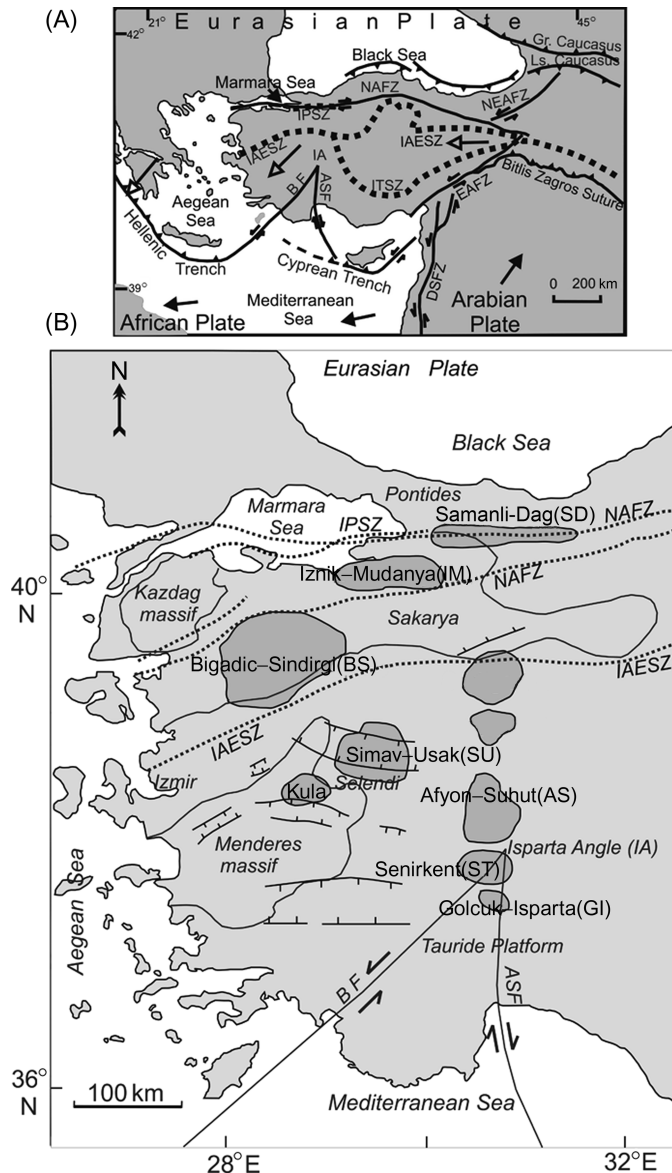 (A)
Eurasian Plate
21°
45°
42°
Black Sea
Gr. Caucasus
Ls. Caucasus
Marmara Sea
NAFZ
NEAFZ
IPSZ
IAESZ
IAESZ
IA
BF
ASF
ITSZ
EAFZ
Bitlis Zagros Suture
Aegean
Sea
Hellenic
Trench
Cyprean Trench
DSFZ
Arabian
Plate
0 200 km
39°
Mediterranean
Sea
African Plate
(B)
N
Eurasian Plate
Black Sea
Pontides
Marmara
Sea
IPSZ
Samanli-Dag(SD)
NAFZ
Iznik–Mudanya(IM)
NAFZ
40°
N
Kazdag
massif
Sakarya
Bigadic–Sindirgi(BS)
IAESZ
IAESZ
Simav–Usak(SU)
Izmir
Selendi
Kula
Afyon–Suhut(AS)
Menderes
massif
Isparta Angle (IA)
Senirkent(ST)
Golcuk–Isparta(GI)
Aegean Sea
Tauride Platform
BF
ASF
36°
N
100 km
Mediterranean Sea
28°E
32°E